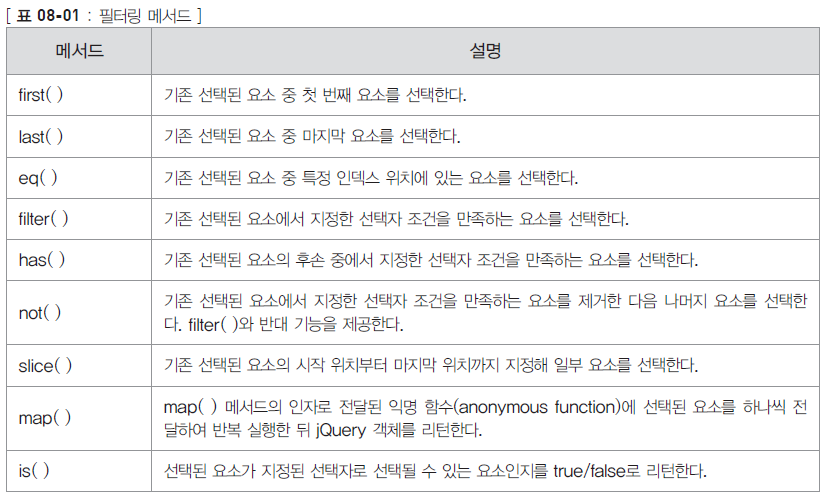 [ 표 08-01 : 필터링 메서드 ]
메서드 설명
first( ) 기존 선택된 요소 중 첫 번째 요소를 선택한다.
last( ) 기존 선택된 요소 중 마지막 요소를 선택한다.
eq( ) 기존 선택된 요소 중 특정 인덱스 위치에 있는 요소를 선택한다.
filter( ) 기존 선택된 요소에서 지정한 선택자 조건을 만족하는 요소를 선택한다.
has( ) 기존 선택된 요소의 후손 중에서 지정한 선택자 조건을 만족하는 요소를 선택한다.
not( ) 기존 선택된 요소에서 지정한 선택자 조건을 만족하는 요소를 제거한 다음 나머지 요소를 선택한
다. filter( )와 반대 기능을 제공한다.
slice( ) 기존 선택된 요소의 시작 위치부터 마지막 위치까지 지정해 일부 요소를 선택한다.
map( ) map( ) 메서드의 인자로 전달된 익명 함수(anonymous function)에 선택된 요소를 하나씩 전
달하여 반복 실행한 뒤 jQuery 객체를 리턴한다.
is( ) 선택된 요소가 지정된 선택자로 선택될 수 있는 요소인지를 true/false로 리턴한다.